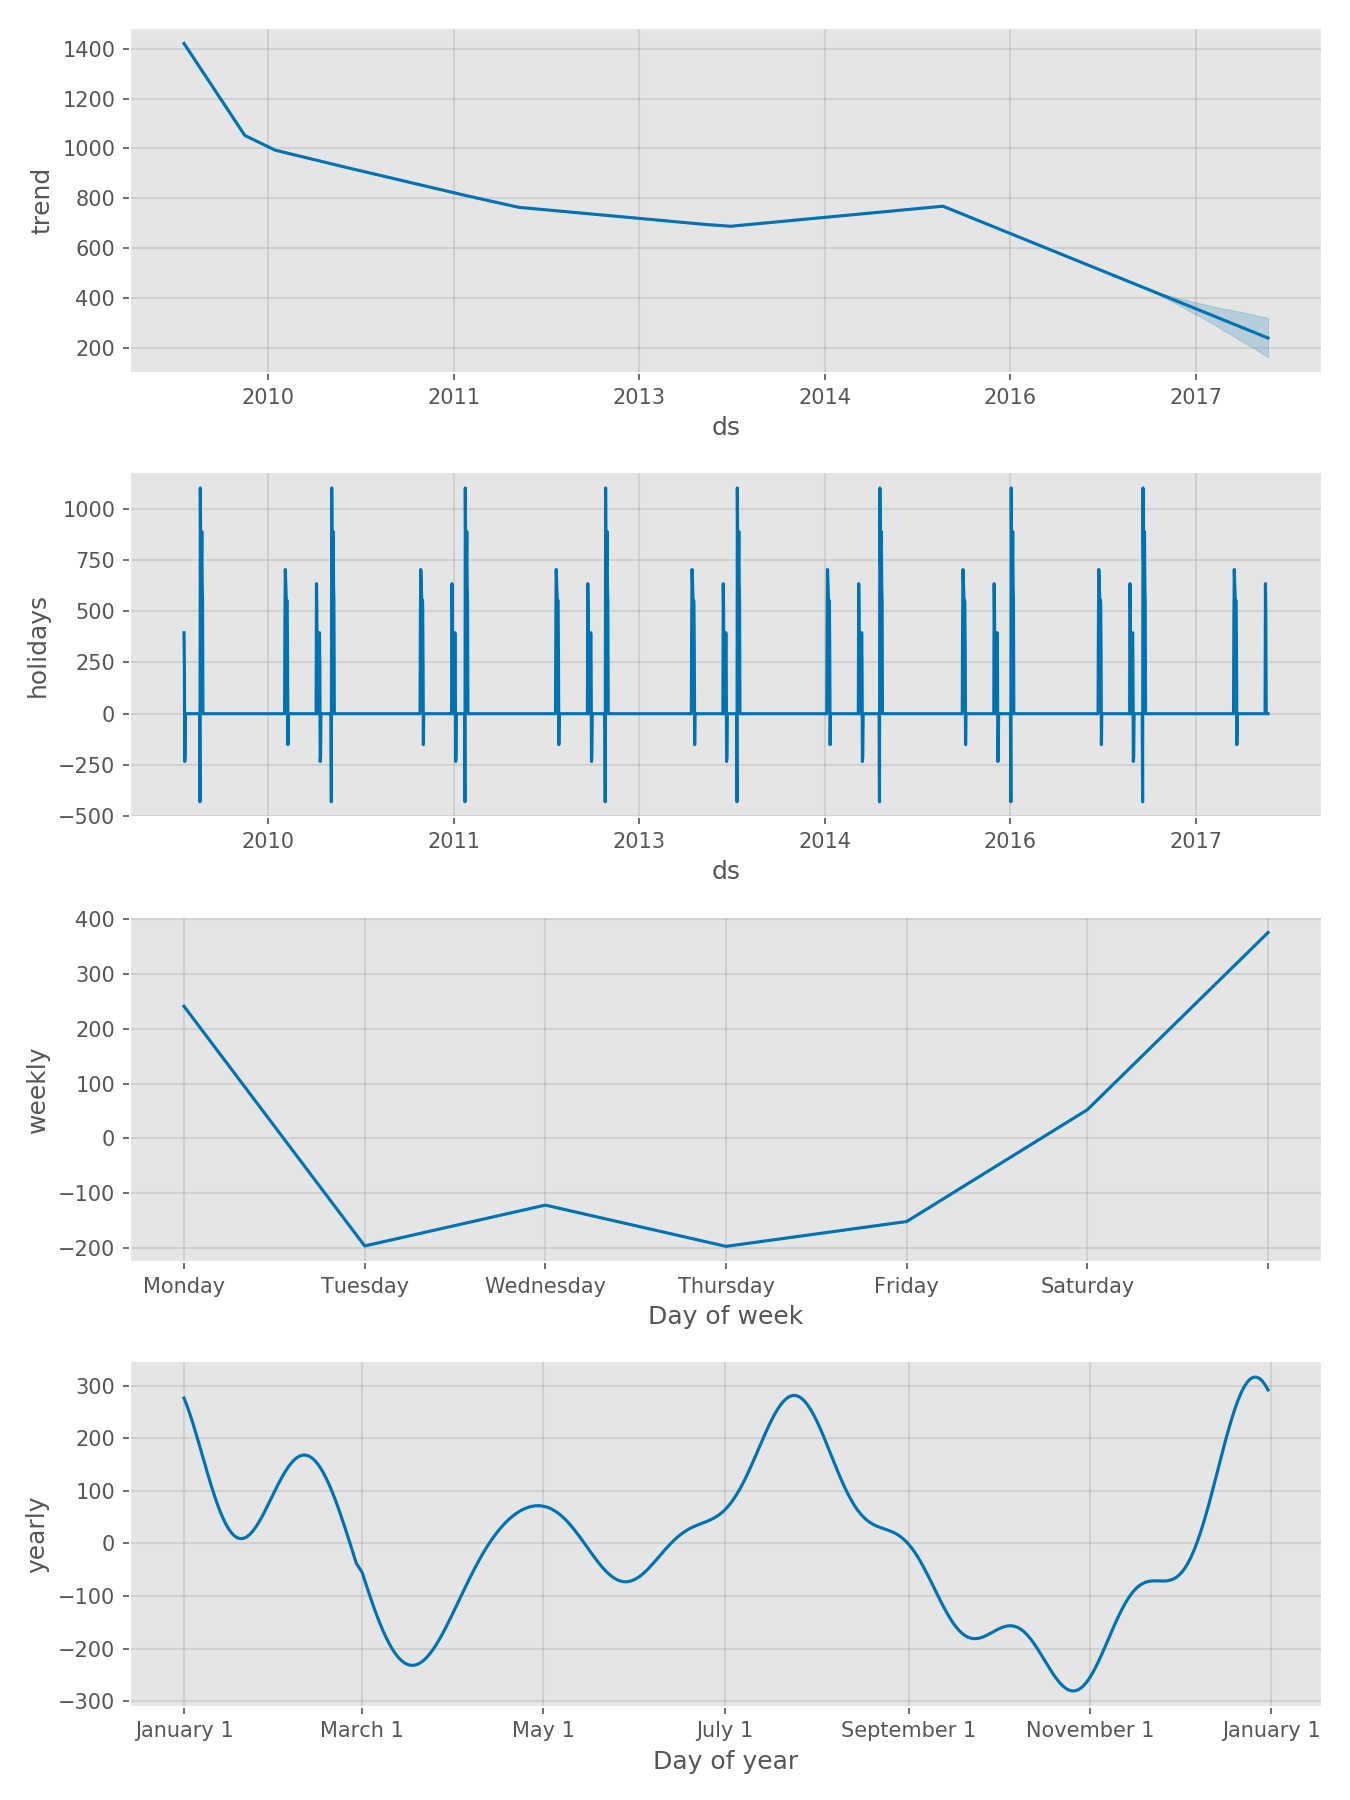 1400
1200
1000
800
600
400
200
trend
2010 2011 2013 2014 2016 2017
ds
1000
750
500
250
0
−250
−500
holidays
2010 2011 2013 2014 2016 2017
ds
400
300
200
100
0
−100
−200
weekly
Monday Tuesday Wednesday Thursday Friday Saturday
Day of week
300
200
100
0
−100
−200
−300
yearly
January 1 March 1 May 1 July 1 September 1 November 1 January 1
Day of year